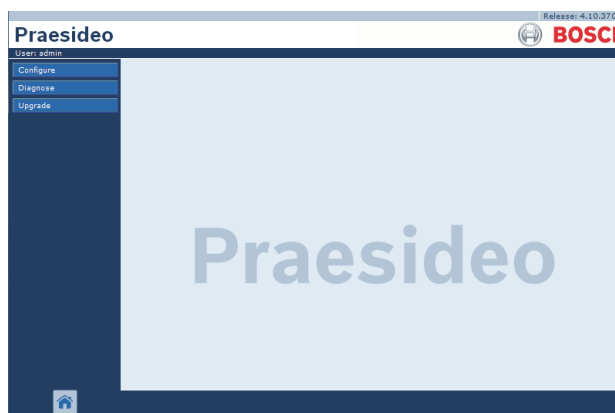 Release: 4.10.370
Praesideo
BOSCH
User: admin
Configure
Diagnose
Upgrade
Praesideo